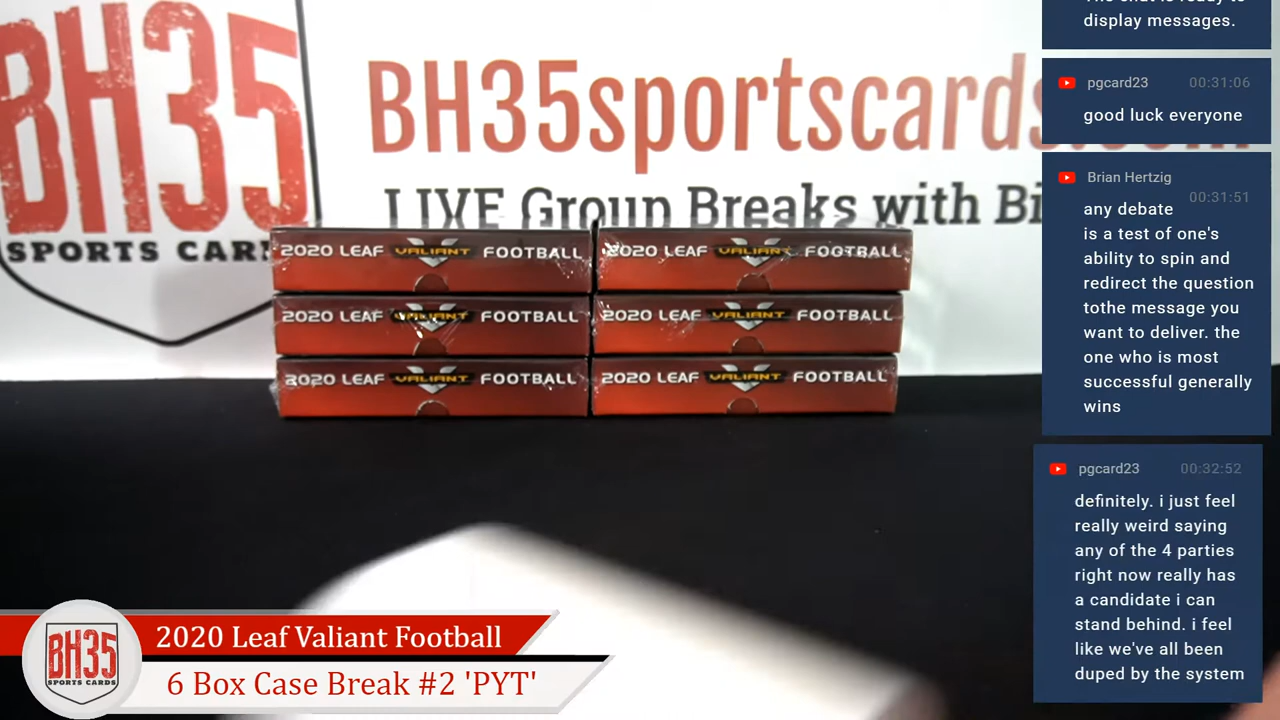 BH35
SPORTS CAR
BH35sportscards
LIVE Group Breaks with Bi
2020 LEAF VALIANT FOOTBALL
2020 LEAF VALIANT FOOTBALL
2020 LEAF VALIANT FOOTBALL
2020 LEAF VALIANT FOOTBALL
2020 LEAF VALIANT FOOTBALL
2020 LEAF VALIANT FOOTBALL
BH35
SPORTS CARDS
2020 Leaf Valiant Football
6 Box Case Break #2 'PYT'
display messages.
pgcard23 00:31:06
good luck everyone
Brian Hertzig
00:31:51
any debate
is a test of one's
ability to spin and
redirect the question
tothe message you
want to deliver. the
one who is most
successful generally
wins
pgcard23 00:32:52
definitely. i just feel
really weird saying
any of the 4 parties
right now really has
a candidate i can
stand behind. i feel
like we've all been
duped by the system